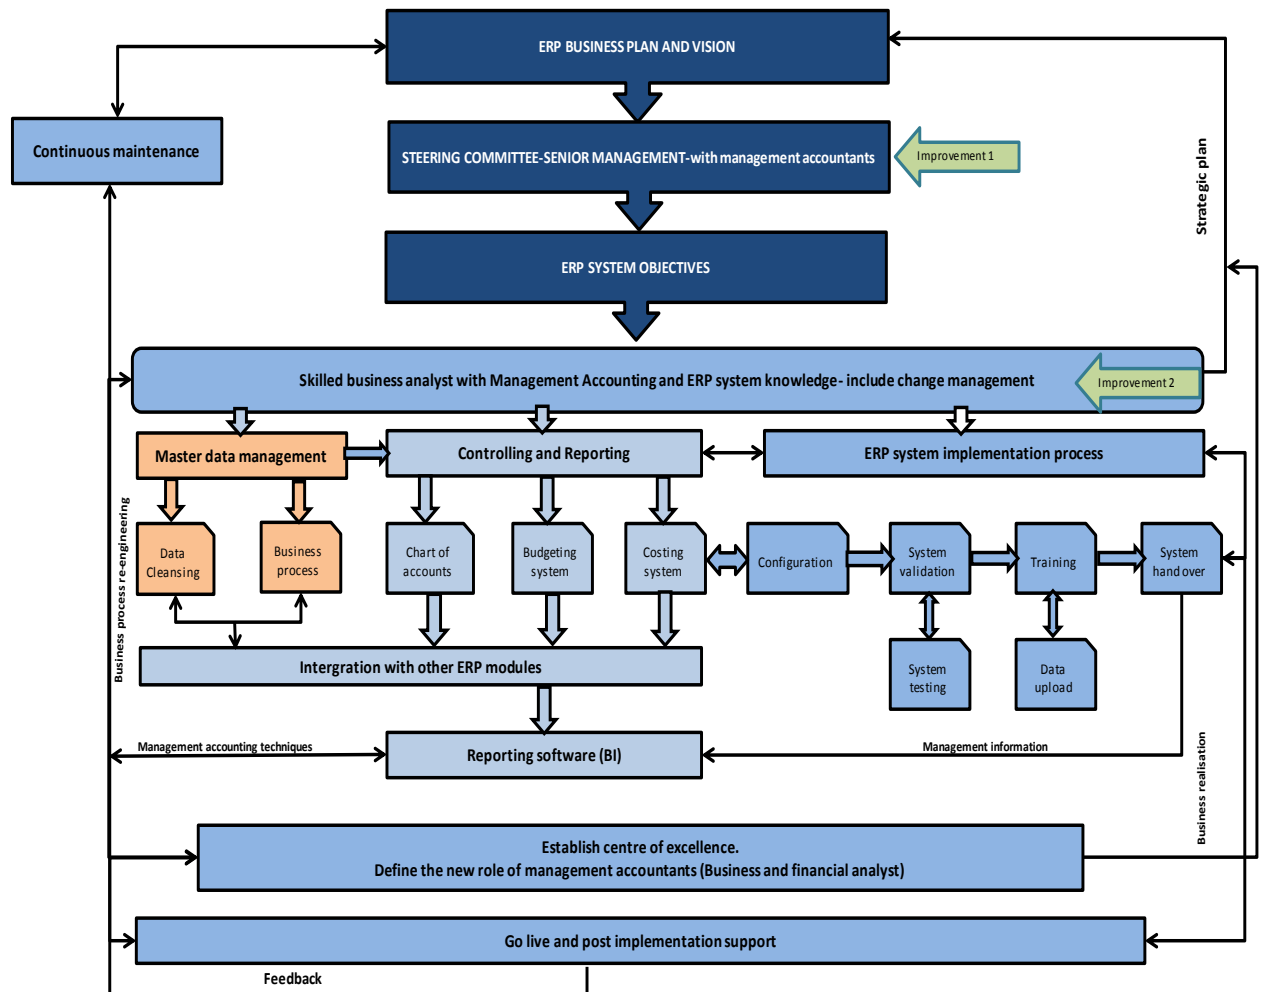 ERP BUSINESS PLAN AND VISION
Continuous maintenance
STEERING COMMITTEE-SENIOR MANAGEMENT-with management accountants
Improvement 1
Strategic plan
ERP SYSTEM OBJECTIVES
Skilled business analyst with Management Accounting and ERP system knowledge- include change management
Improvement 2
Master data management
Controlling and Reporting
ERP system implementation process
Business process re-engineering
Data
Cleansing
Business
process
Chart of
accounts
Budgeting
system
Costing
system
Configuration
System
validation
Training
System
hand over
Intergration with other ERP modules
System
testing
Data
upload
Management accounting techniques
Reporting software (BI)
Management information
Business realisation
Establish centre of excellence.
Define the new role of management accountants (Business and financial analyst)
Go live and post implementation support
Feedback